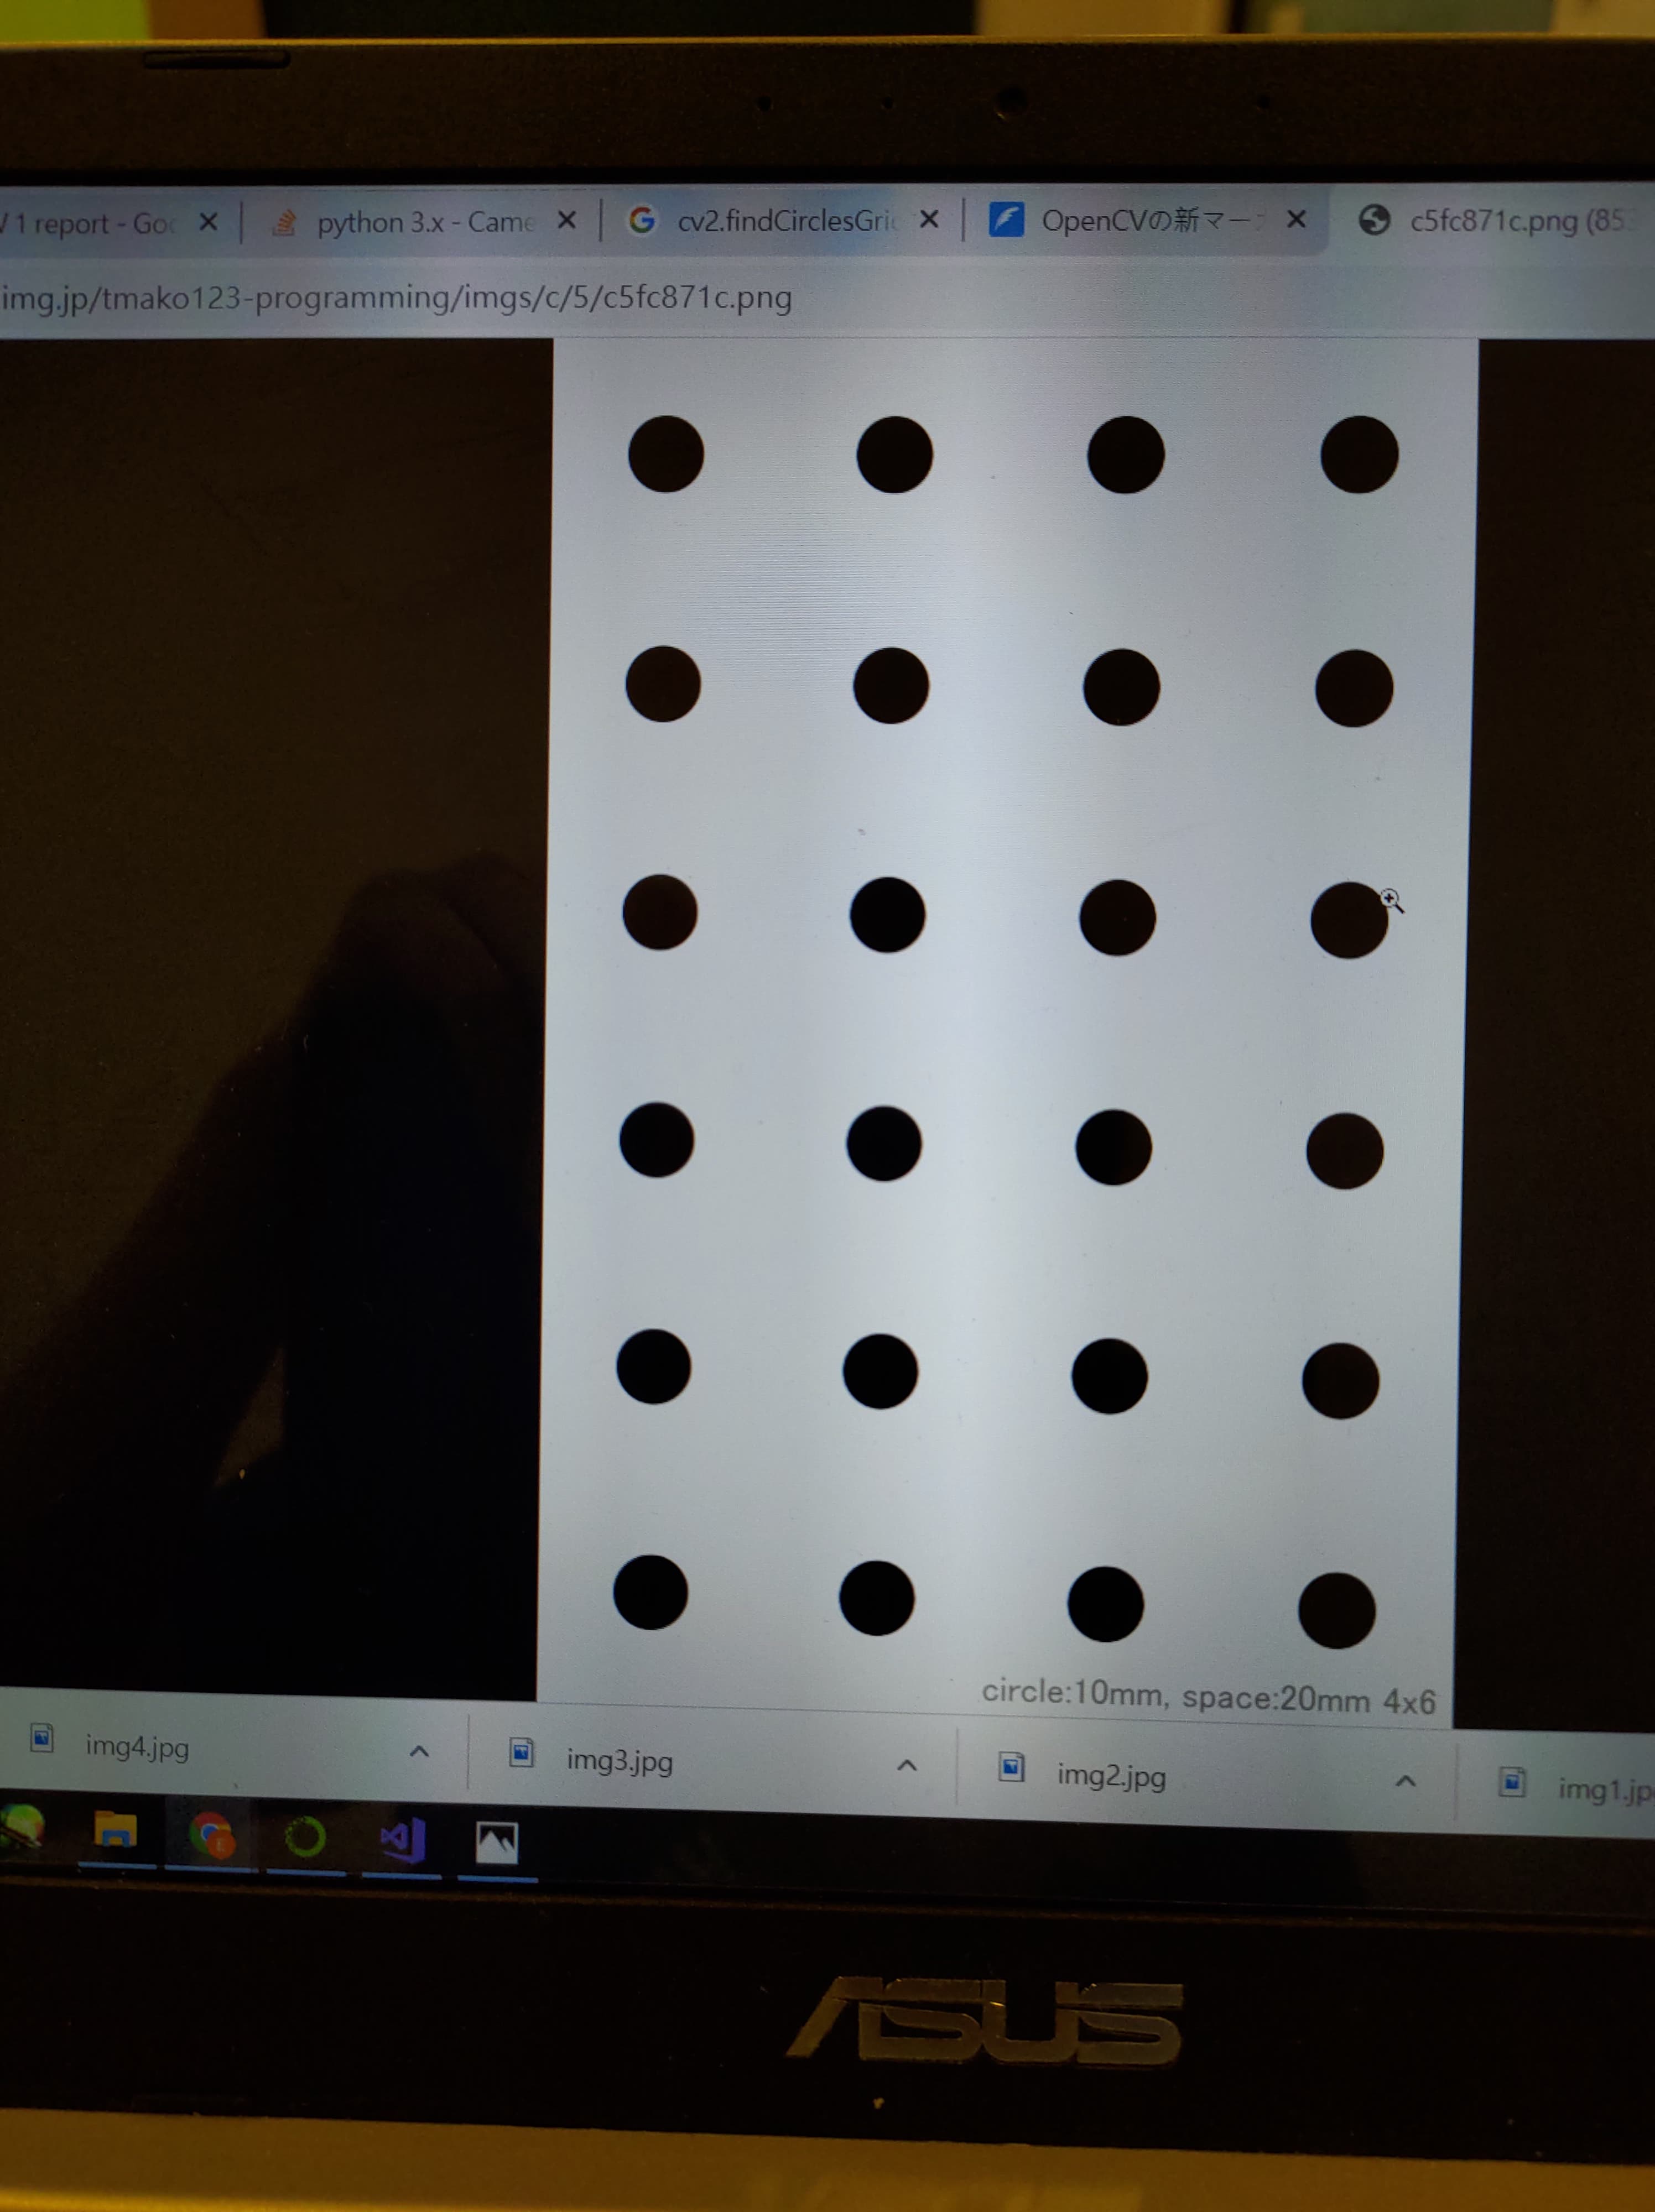 / 1 report - Goo
python 3.x - Came
cv2.findCirclesGri
OpenCVの新マー
c5fc871c.png (85
img.jp/tmako123-programming/imgs/c/5/c5fc871c.png
circle:10mm, space:20mm 4x6
img4.jpg
img3.jpg
img2.jpg
img1.jp
ASUS